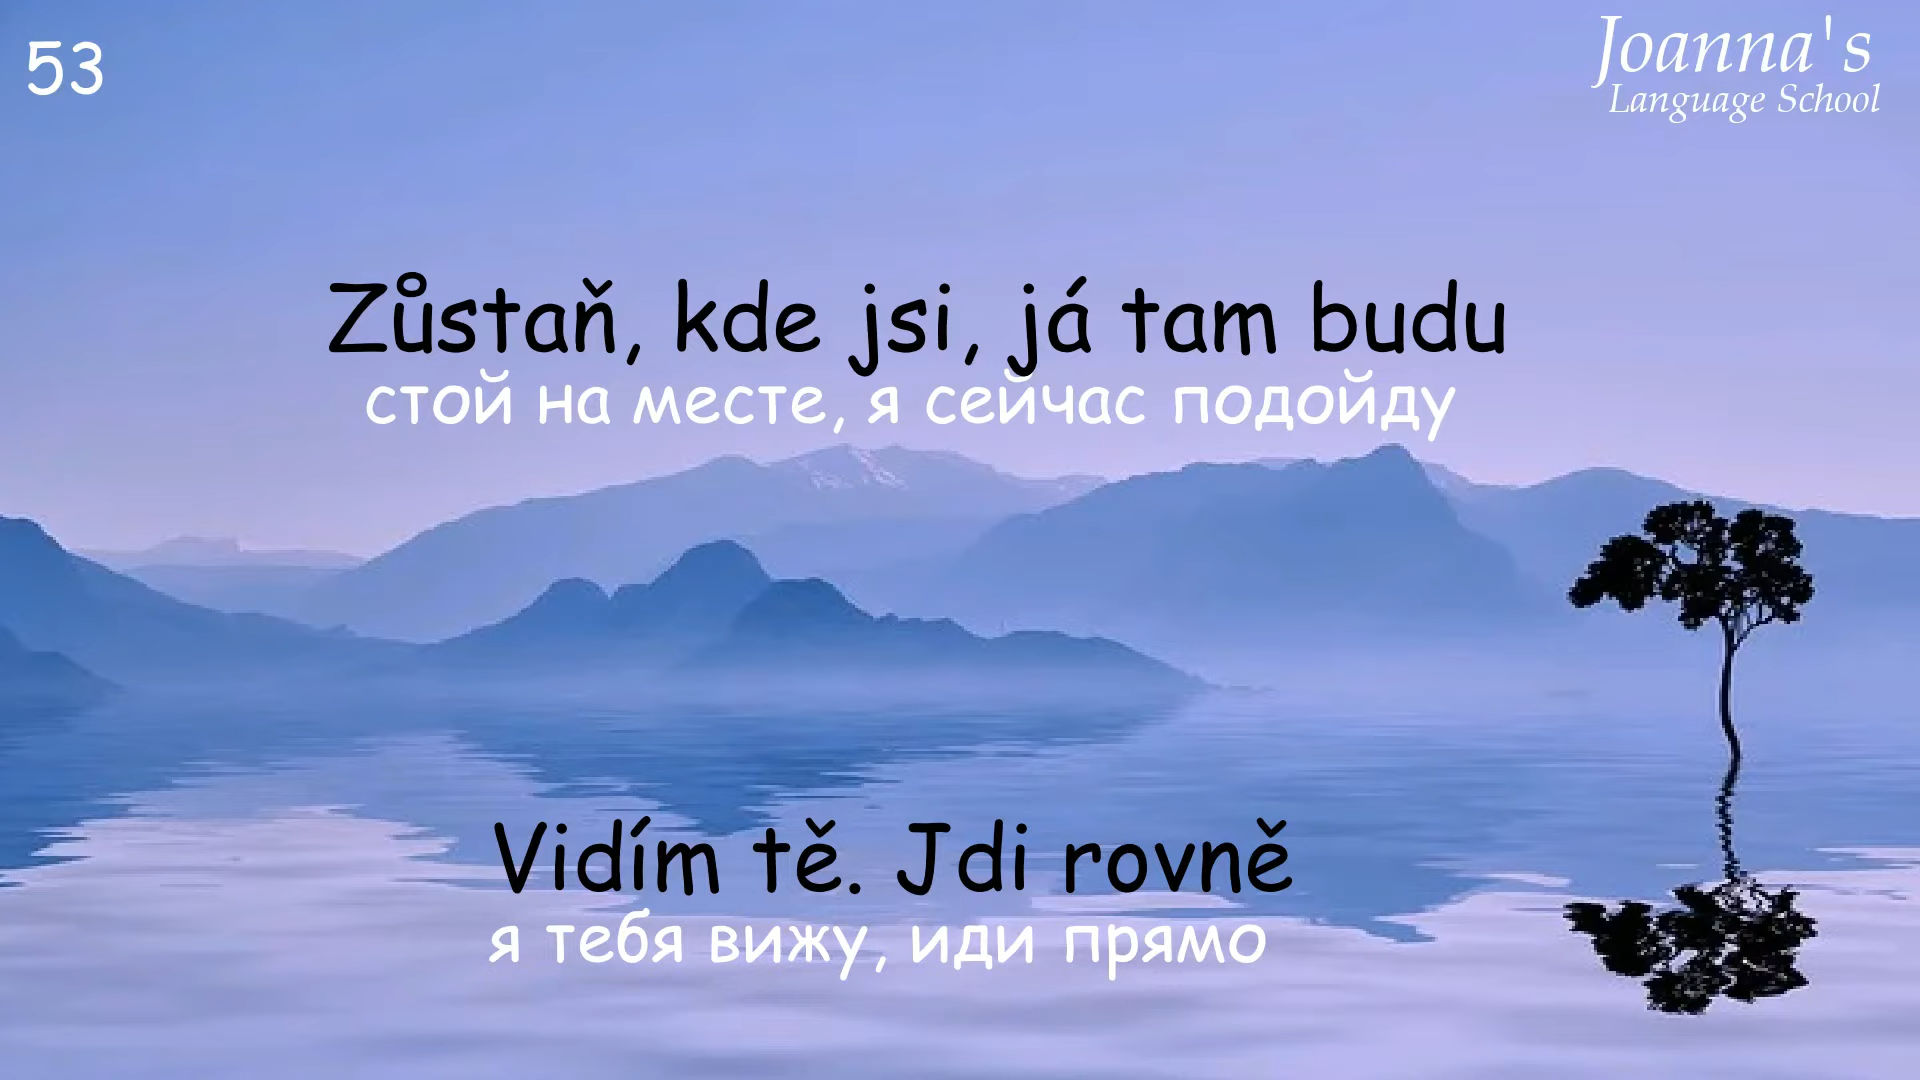 53
Joanna's
Language School
Zůstaň, kde jsi, já tam budu
стой на месте, я сейчас подойду
Vidím tě. Jdi rovně
я тебя вижу, иди прямо